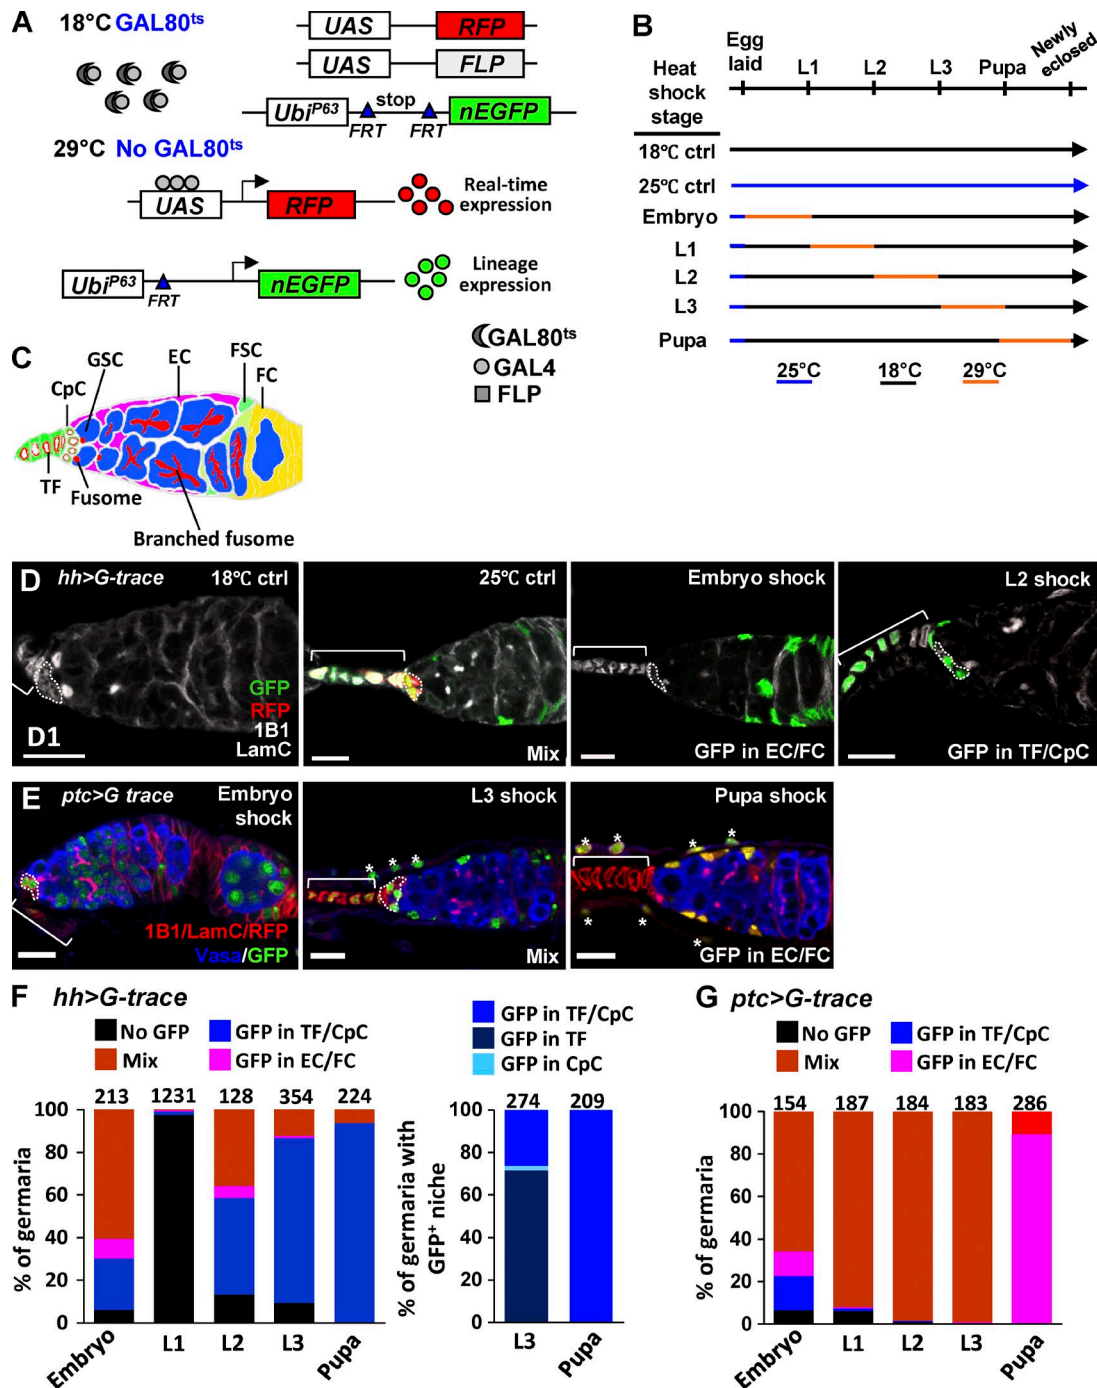 A
18°C GAL80ts
UAS
RFP
UAS
FLP
stop
UbiP63
nEGFP
FRT
FRT
29°C No GAL80ts
UAS
RFP
Real-time
expression
UbiP63
FRT
nEGFP
Lineage
expression
GAL80ts
GAL4
FLP
B
Heat
shock
stage
Egg
laid
L1
L2
L3
Pupa
Newly
eclosed
18°C ctrl
25°C ctrl
Embryo
L1
L2
L3
Pupa
25°C
18°C
29°C
C
CpC
GSC
EC
FSC
FC
TF
Fusome
Branched fusome
D
hh>G-trace
18°C ctrl
GFP
RFP
1B1
LamC
D1
25°C ctrl
Mix
Embryo shock
GFP in EC/FC
L2 shock
GFP in TF/CpC
E
ptc>G trace
Embryo
shock
1B1/LamC/RFP
Vasa/GFP
L3 shock
* * *
Mix
Pupa shock
* * * *
* * *
GFP in EC/FC
F
hh>G-trace
No GFP
GFP in TF/CpC
Mix
GFP in EC/FC
213 1231 128 354 224
% of germaria
100
80
60
40
20
0
Embryo
L1
L2
L3
Pupa
GFP in TF/CpC
GFP in TF
GFP in CpC
274 209
% of germaria with
GFP+ niche
100
80
60
40
20
0
L3
Pupa
G
ptc>G-trace
No GFP
GFP in TF/CpC
Mix
GFP in EC/FC
154 187 184 183 286
% of germaria
100
80
60
40
20
0
Embryo
L1
L2
L3
Pupa